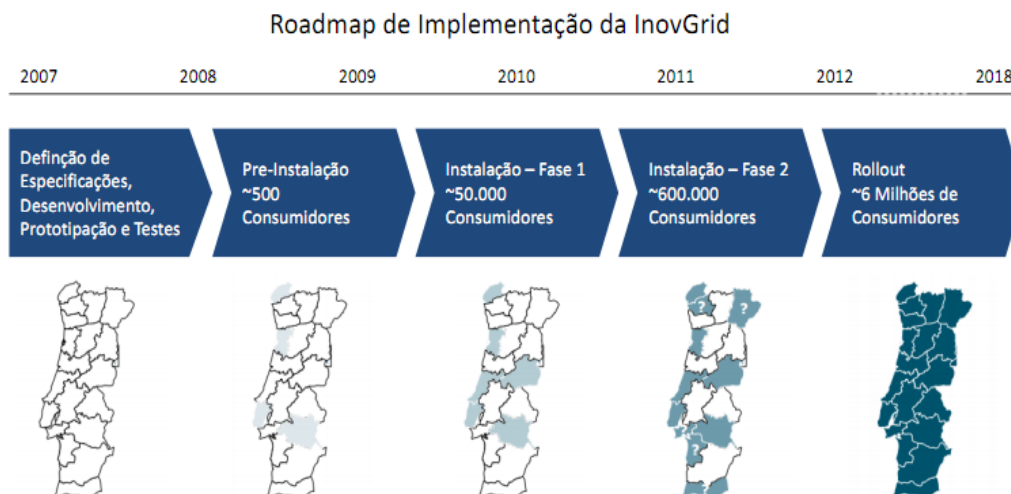 Roadmap de Implementação da InovGrid
2007 2008 2009 2010 2011 2012 2018
Definção de
Especificações,
Desenvolvimento,
Prototipação e Testes
Pre-Instalação
~500
Consumidores
Instalação – Fase 1
~50.000
Consumidores
Instalação – Fase 2
~600.000
Consumidores
Rollout
~6 Milhões de
Consumidores
?
?
?